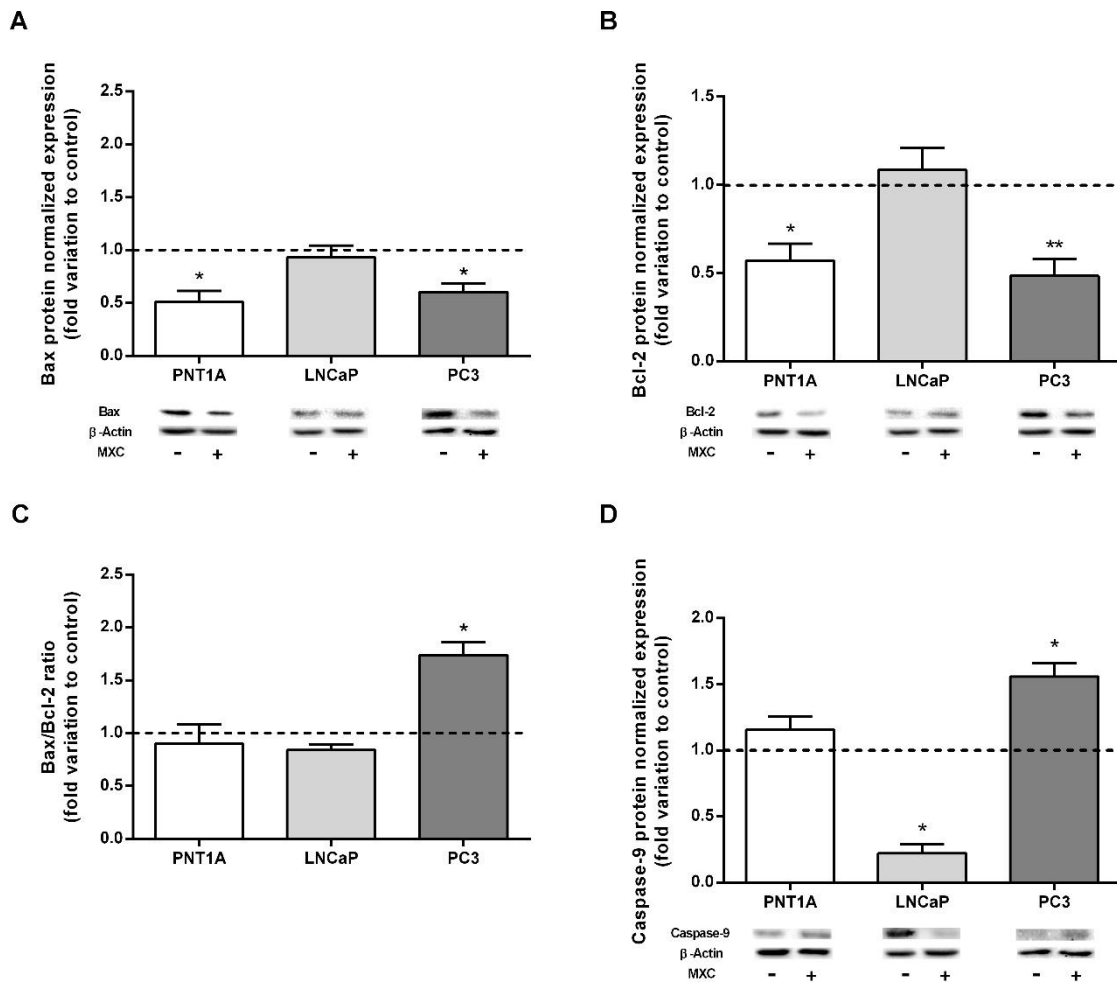 A
Bax protein normalized expression
(fold variation to control)
2.5
2.0
1.5
1.0
0.5
0.0
*
*
PNT1A LNCaP PC3
Bax
β-Actin
MXC - + - + - +
B
Bcl-2 protein normalized expression
(fold variation to control)
1.5
1.0
0.5
0.0
*
**
PNT1A LNCaP PC3
Bcl-2
β-Actin
MXC - + - + - +
C
Bax/Bcl-2 ratio
(fold variation to control)
2.5
2.0
1.5
1.0
0.5
0.0
*
PNT1A LNCaP PC3
D
Caspase-9 protein normalized expression
(fold variation to control)
2.0
1.5
1.0
0.5
0.0
*
*
PNT1A LNCaP PC3
Caspase-9
β-Actin
MXC - + - + - +